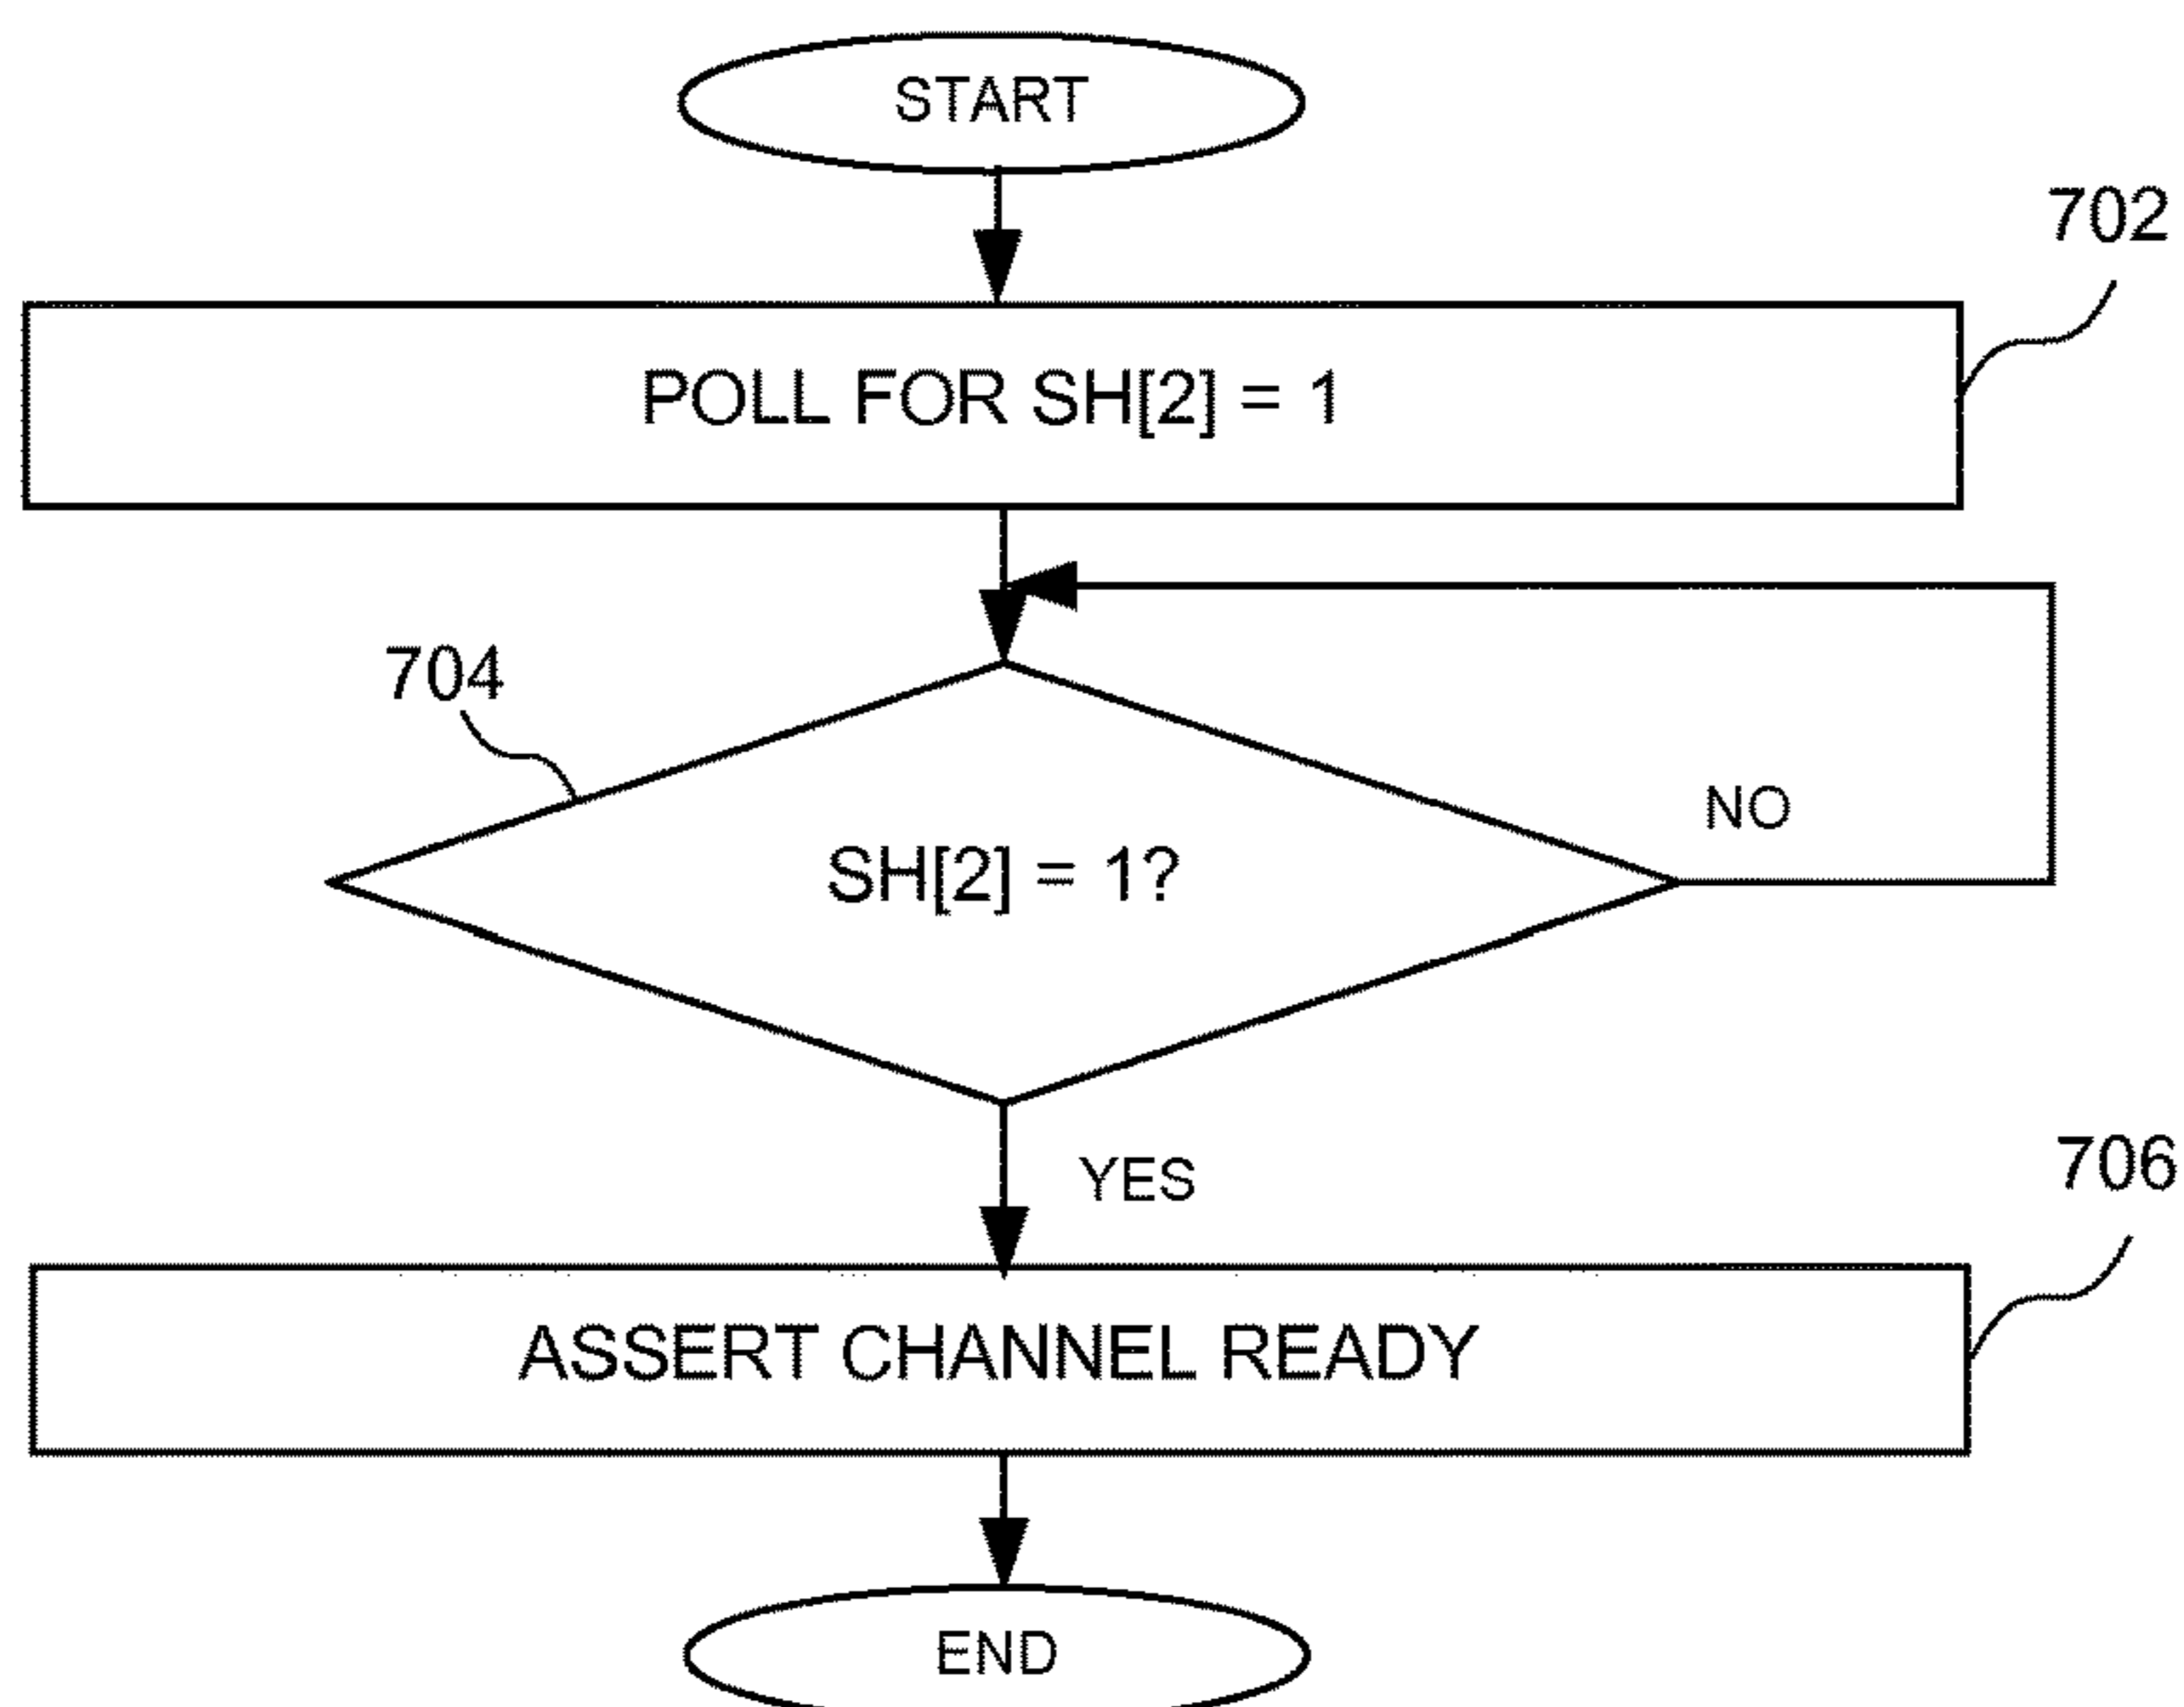 START
702
POLL FOR SH[2] = 1
704
NO
SH[2] = 1?
YES
706
ASSERT CHANNEL READY
END